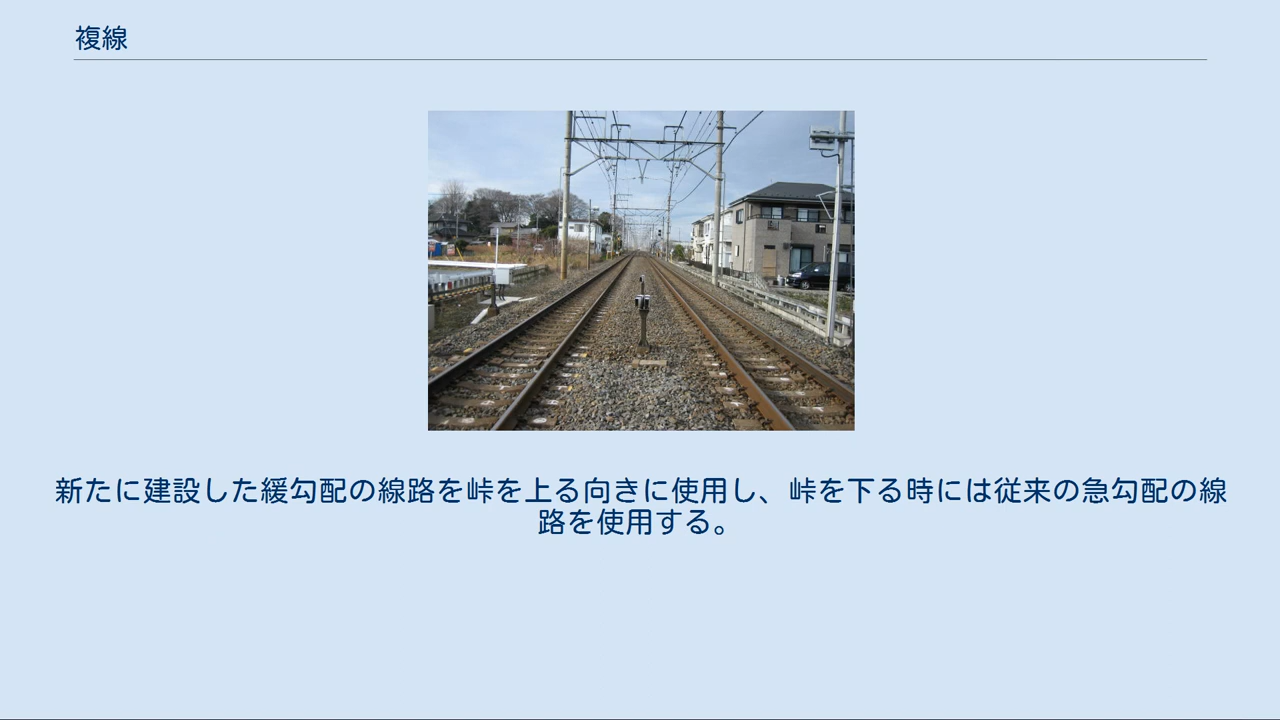 複線
新たに建設した緩勾配の線路を峠を上る向きに使用し、峠を下る時には従来の急勾配の線
路を使用する。